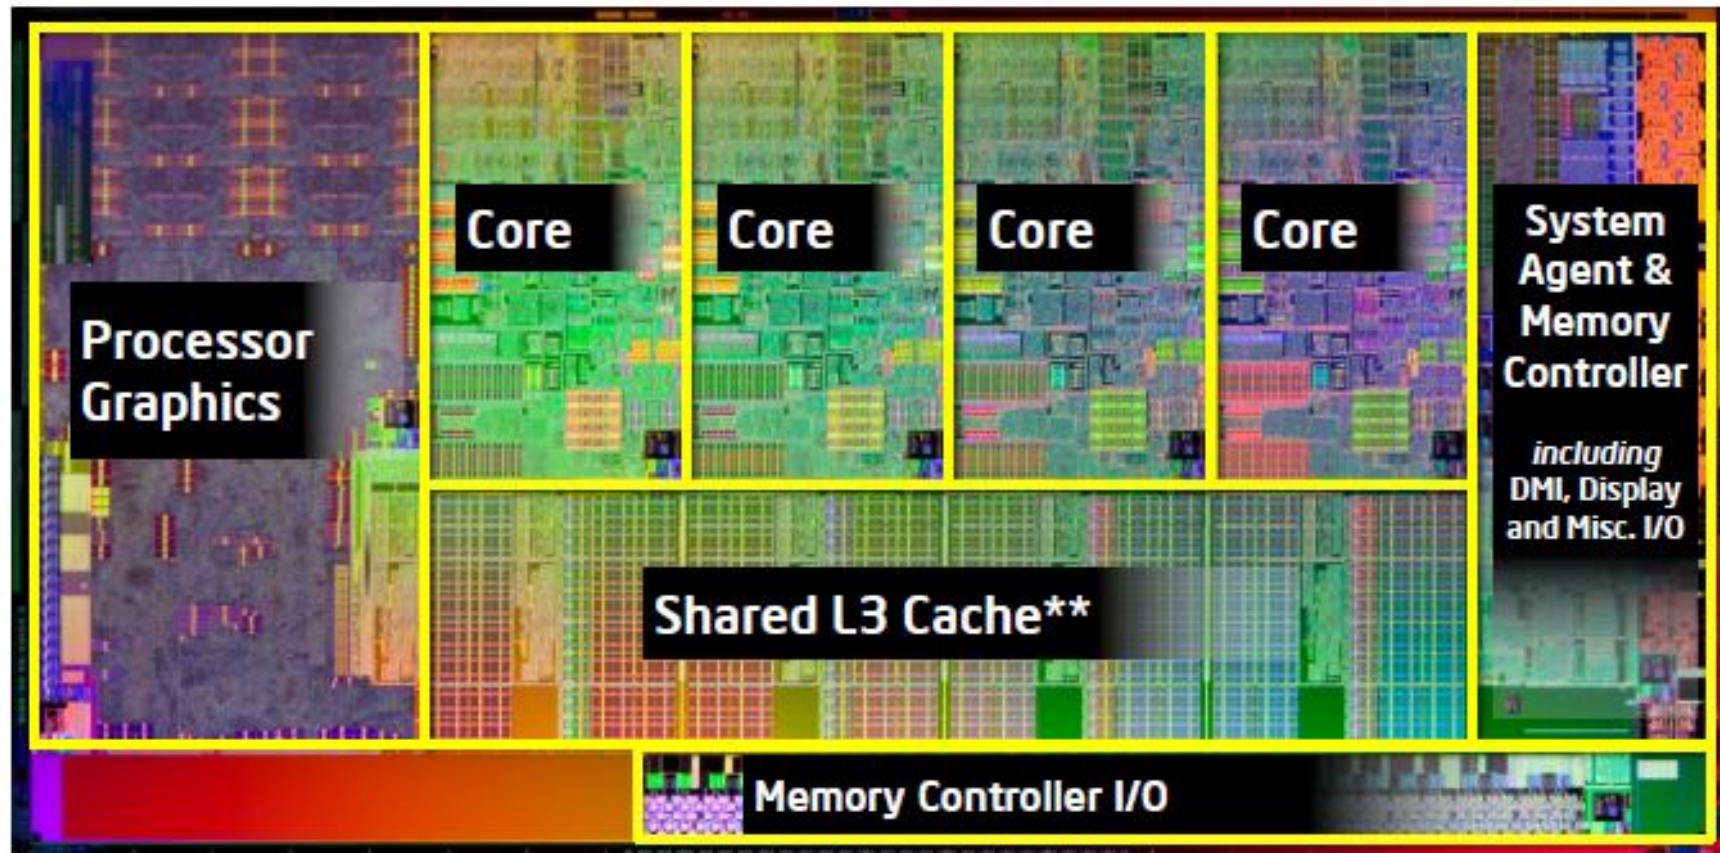 Processor
Graphics
Core
Core
Core
Core
System
Agent &
Memory
Controller
including
DMI, Display
and Misc. I/O
Shared L3 Cache**
Memory Controller I/O